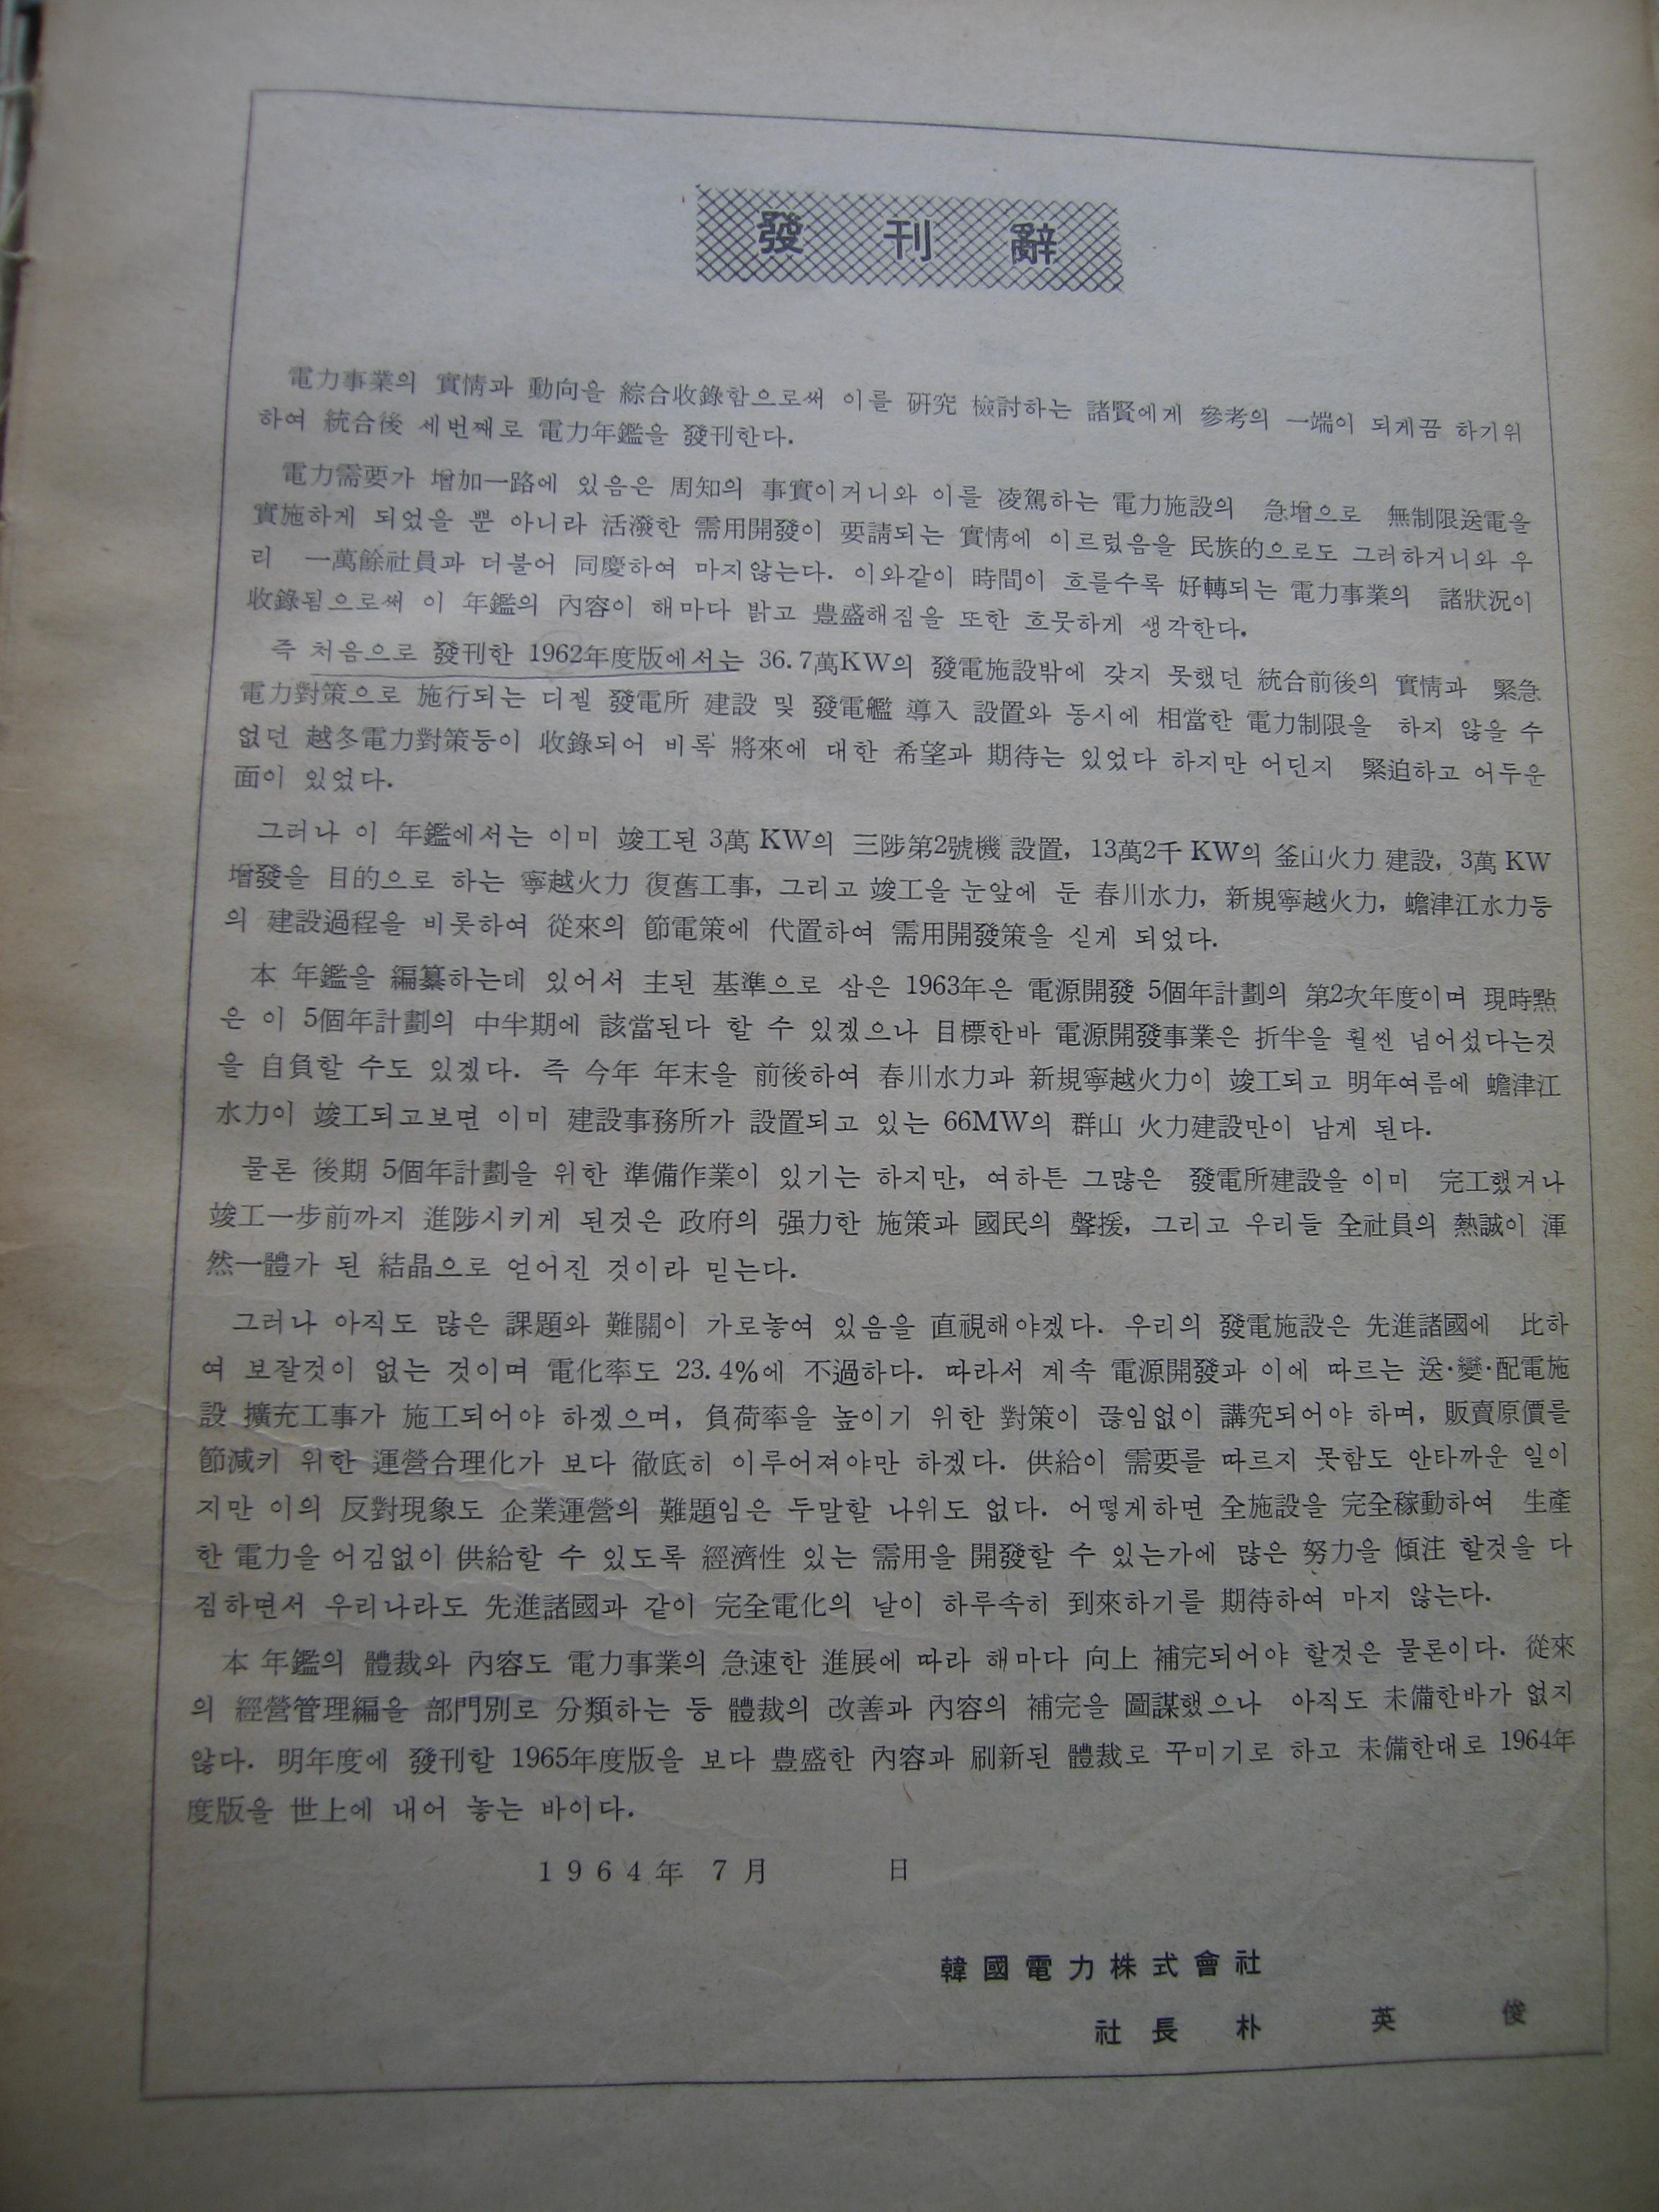 發刊辭
電力事業의 實情과 動向을 綜合收錄함으로써 이를 硏究 檢討하는 諸賢에게 參考의 一端이 되게끔 하기위
하여 統合後 세번째로 電力年鑑을 發刊한다.
電力需要가 增加一路에 있음은 周知의 事實이거니와 이를 凌駕하는 電力施設의 急增으로 無制限送電을
實施하게 되었을 뿐 아니라 活潑한 需用開發이 要請되는 實情에 이르렀음을 民族的으로도 그러하거니와 우
리 一萬餘社員과 더불어 同慶하여 마지않는다. 이와같이 時間이 흐를수록 好轉되는 電力事業의 諸狀況이
收錄됨으로써 이 年鑑의 內容이 해마다 밝고 豊盛해짐을 또한 흐뭇하게 생각한다.
즉 처음으로 發刊한 1962年度版에서는 36.7萬KW의 發電施設밖에 갖지 못했던 統合前後의 實情과 緊急
電力對策으로 施行되는 디젤 發電所 建設 및 發電艦 導入 設置와 동시에 相當한 電力制限을 하지 않을 수
없던 越冬電力對策등이 收錄되어 비록 將來에 대한 希望과 期待는 있었다 하지만 어딘지 緊迫하고 어두운
面이 있었다.
그러나 이 年鑑에서는 이미 竣工된 3萬 KW의 三陟第2號機 設置, 13萬2千 KW의 釜山火力 建設, 3萬 KW
增發을 目的으로 하는 寧越火力 復舊工事, 그리고 竣工을 눈앞에 둔 春川水力, 新規寧越火力, 蟾津江水力등
의 建設過程을 비롯하여 從來의 節電策에 代置하여 需用開發策을 싣게 되었다.
本 年鑑을 編纂하는데 있어서 主된 基準으로 삼은 1963年은 電源開發 5個年計劃의 第2次年度이며 現時點
은 이 5個年計劃의 中半期에 該當된다 할 수 있겠으나 目標한바 電源開發事業은 折半을 훨씬 넘어섰다는것
을 自負할 수도 있겠다. 즉 今年 年末을 前後하여 春川水力과 新規寧越火力이 竣工되고 明年여름에 蟾津江
水力이 竣工되고보면 이미 建設事務所가 設置되고 있는 66MW의 群山 火力建設만이 남게 된다.
물론 後期 5個年計劃을 위한 準備作業이 있기는 하지만, 여하튼 그많은 發電所建設을 이미 完工했거나
竣工一步前까지 進陟시키게 된것은 政府의 强力한 施策과 國民의 聲援, 그리고 우리들 全社員의 熱誠이 渾
然一體가 된 結晶으로 얻어진 것이라 믿는다.
그러나 아직도 많은 課題와 難關이 가로놓여 있음을 直視해야겠다. 우리의 發電施設은 先進諸國에 比하
여 보잘것이 없는 것이며 電化率도 23.4%에 不過하다. 따라서 계속 電源開發과 이에 따르는 送·變·配電施
設 擴充工事가 施工되어야 하겠으며, 負荷率을 높이기 위한 對策이 끊임없이 講究되어야 하며, 販賣原價를
節減키 위한 運營合理化가 보다 徹底히 이루어져야만 하겠다. 供給이 需要를 따르지 못함도 안타까운 일이
지만 이의 反對現象도 企業運營의 難題임은 두말할 나위도 없다. 어떻게하면 全施設을 完全稼動하여 生產
한 電力을 어김없이 供給할 수 있도록 經濟性 있는 需用을 開發할 수 있는가에 많은 努力을 傾注 할것을 다
짐하면서 우리나라도 先進諸國과 같이 完全電化의 날이 하루속히 到來하기를 期待하여 마지 않는다.
本 年鑑의 體裁와 內容도 電力事業의 急速한 進展에 따라 해마다 向上 補完되어야 할것은 물론이다. 從來
의 經營管理編을 部門別로 分類하는 등 體裁의 改善과 內容의 補完을 圖謀했으나 아직도 未備한바가 없지
않다. 明年度에 發刊할 1965年度版을 보다 豊盛한 內容과 刷新된 體裁로 꾸미기로 하고 未備한대로 1964年
度版을 世上에 내어 놓는 바이다.
1964年 7月 日
韓國電力株式會社
社長 朴英俊